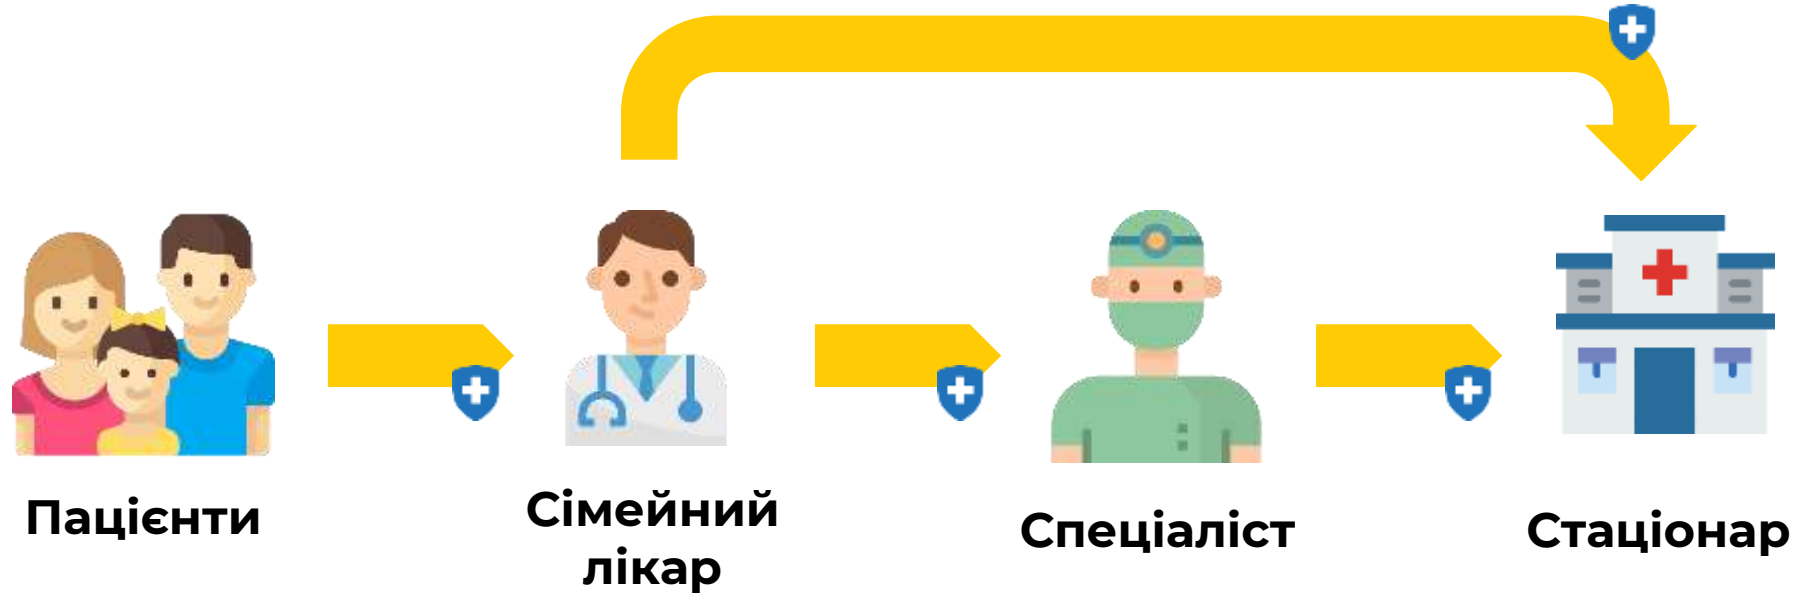 Пацієнти
Сімейний
лікар
Спеціаліст
Стаціонар